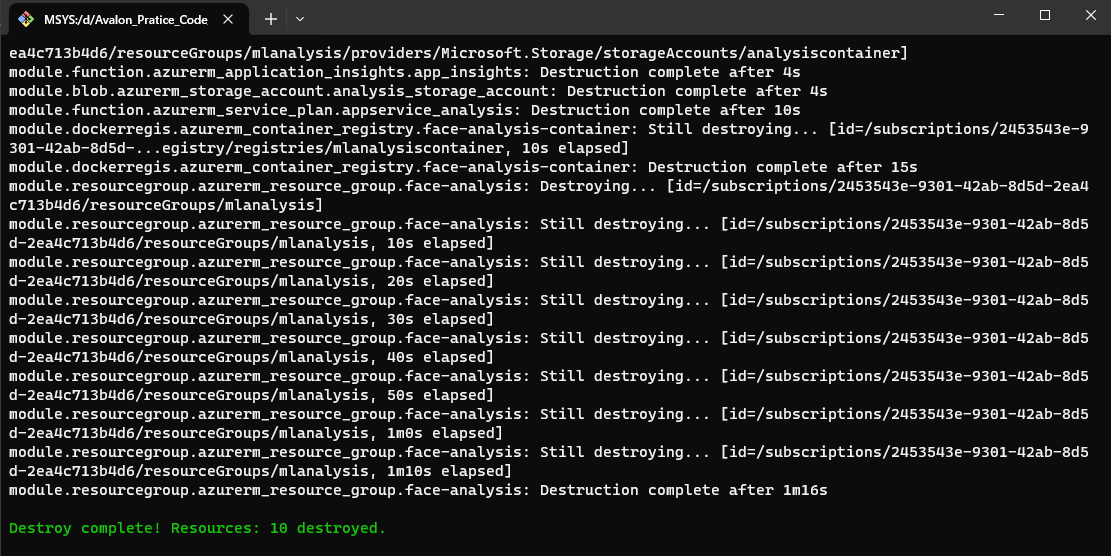 MSYS:/d/Avalon_Pratice_Code
ea4c713b4d6/resourceGroups/mlanalysis/providers/Microsoft.Storage/storageAccounts/analysiscontainer]
module.function.azurerm_application_insights.app_insights: Destruction complete after 4s
module.blob.azurerm_storage_account.analysis_storage_account: Destruction complete after 4s
module.function.azurerm_service_plan.appservice_analysis: Destruction complete after 10s
module.dockerregis.azurerm_container_registry.face-analysis-container: Still destroying... [id=/subscriptions/2453543e-9
301-42ab-8d5d-...egistry/registries/mlanalysiscontainer, 10s elapsed]
module.dockerregis.azurerm_container_registry.face-analysis-container: Destruction complete after 15s
module.resourcegroup.azurerm_resource_group.face-analysis: Destroying... [id=/subscriptions/2453543e-9301-42ab-8d5d-2ea4
c713b4d6/resourceGroups/mlanalysis]
module.resourcegroup.azurerm_resource_group.face-analysis: Still destroying... [id=/subscriptions/2453543e-9301-42ab-8d5
d-2ea4c713b4d6/resourceGroups/mlanalysis, 10s elapsed]
module.resourcegroup.azurerm_resource_group.face-analysis: Still destroying... [id=/subscriptions/2453543e-9301-42ab-8d5
d-2ea4c713b4d6/resourceGroups/mlanalysis, 20s elapsed]
module.resourcegroup.azurerm_resource_group.face-analysis: Still destroying... [id=/subscriptions/2453543e-9301-42ab-8d5
d-2ea4c713b4d6/resourceGroups/mlanalysis, 30s elapsed]
module.resourcegroup.azurerm_resource_group.face-analysis: Still destroying... [id=/subscriptions/2453543e-9301-42ab-8d5
d-2ea4c713b4d6/resourceGroups/mlanalysis, 40s elapsed]
module.resourcegroup.azurerm_resource_group.face-analysis: Still destroying... [id=/subscriptions/2453543e-9301-42ab-8d5
d-2ea4c713b4d6/resourceGroups/mlanalysis, 50s elapsed]
module.resourcegroup.azurerm_resource_group.face-analysis: Still destroying... [id=/subscriptions/2453543e-9301-42ab-8d5
d-2ea4c713b4d6/resourceGroups/mlanalysis, 1m0s elapsed]
module.resourcegroup.azurerm_resource_group.face-analysis: Still destroying... [id=/subscriptions/2453543e-9301-42ab-8d5
d-2ea4c713b4d6/resourceGroups/mlanalysis, 1m10s elapsed]
module.resourcegroup.azurerm_resource_group.face-analysis: Destruction complete after 1m16s
Destroy complete! Resources: 10 destroyed.